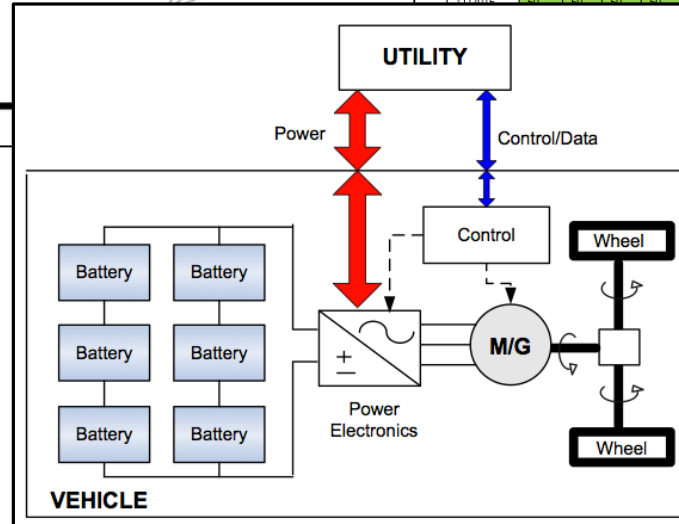 UTILITY
Power
Control/Data
Control
Wheel
Battery
Battery
Battery
Battery
M/G
+
−
Power
Electronics
Battery
Battery
Wheel
VEHICLE